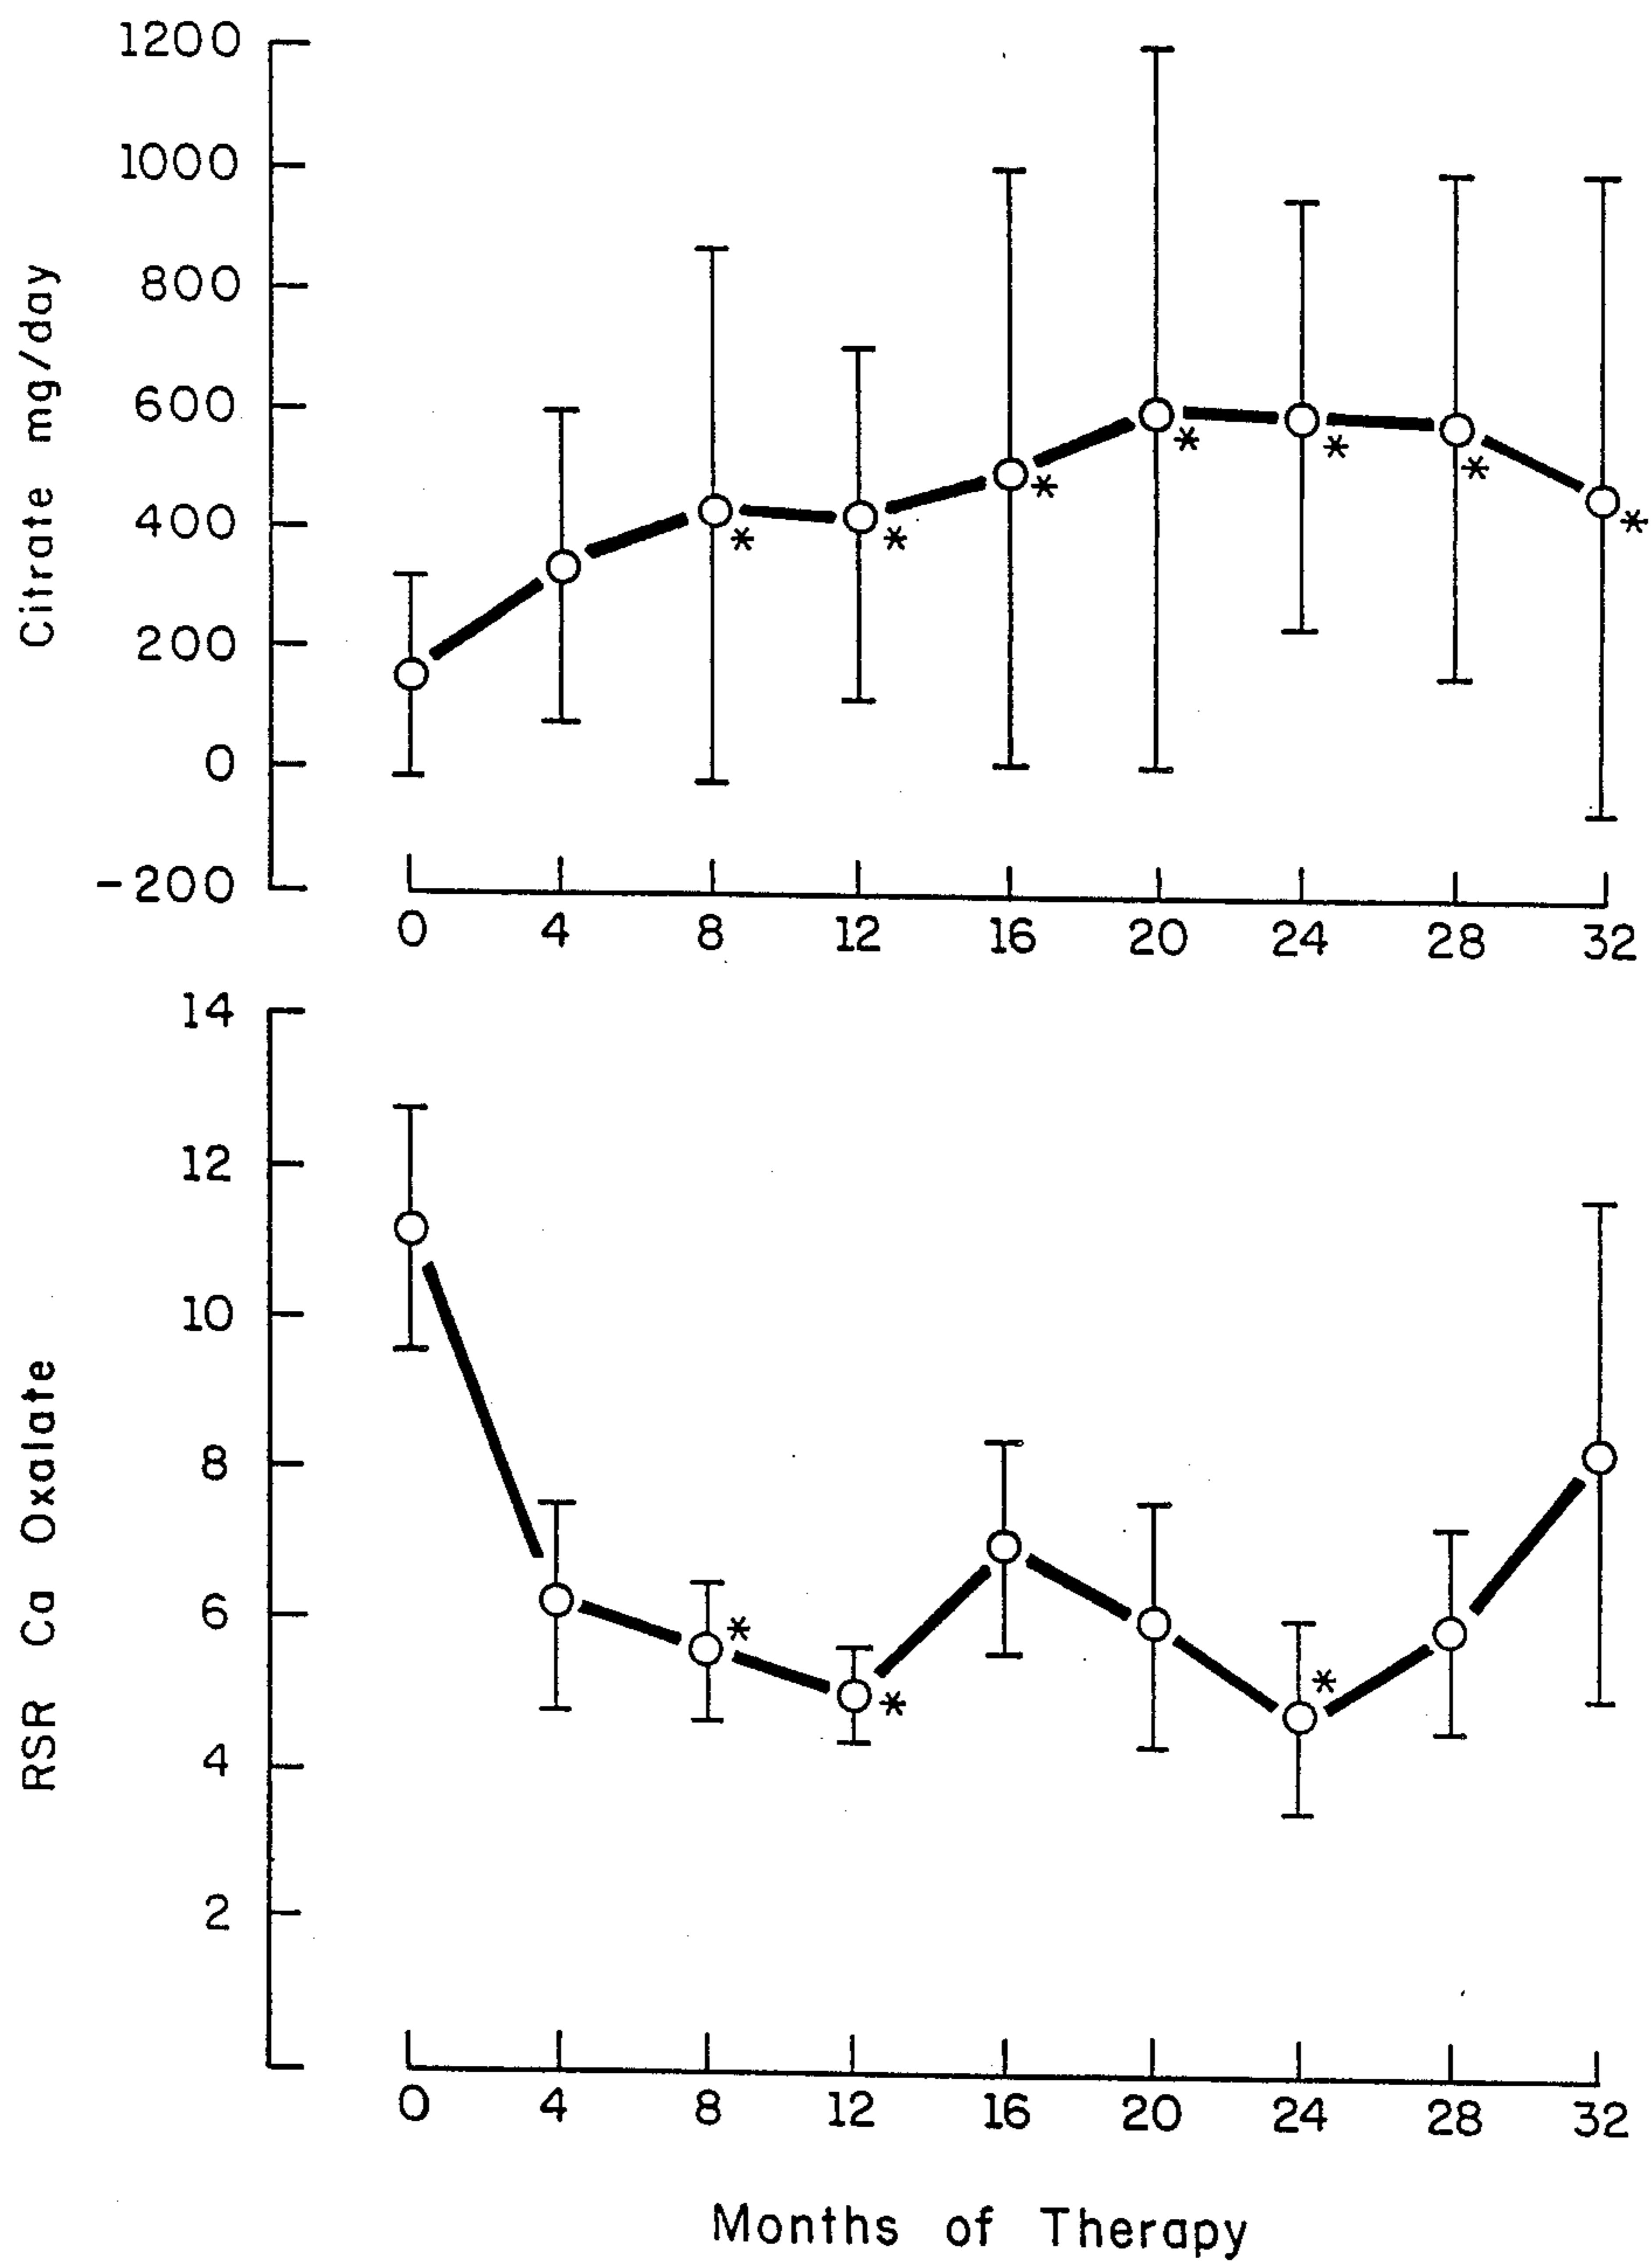 Citrate mg/day
1200
1000
800
600
400
200
0
-200
* * * * * * *
0 4 8 12 16 20 24 28 32
RSR Ca Oxalate
14
12
10
8
6
4
2
* * *
0 4 8 12 16 20 24 28 32
Months of Therapy